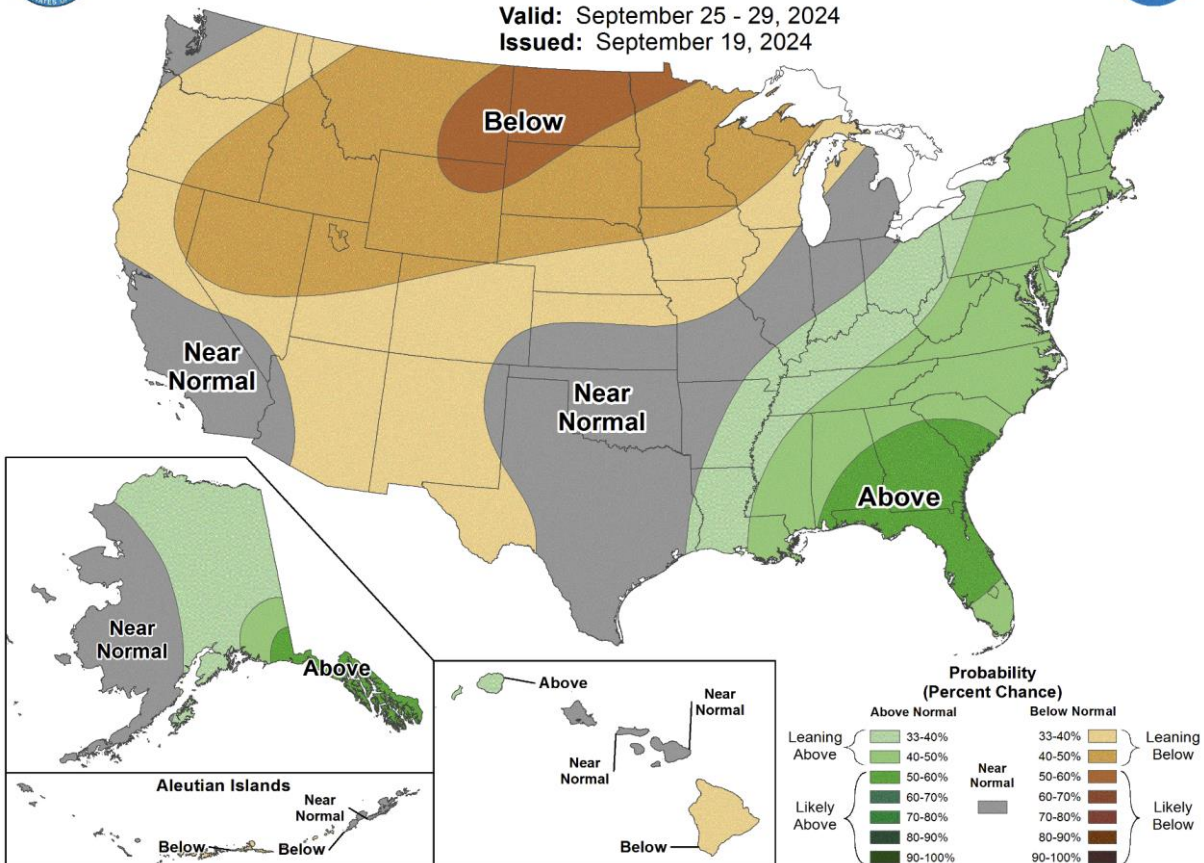 Valid: September 25 - 29, 2024
Issued: September 19, 2024
Below
Near
Normal
Near
Normal
Above
Near
Normal
Above
Aleutian Islands
Near
Normal
Below
Below
Above
Near
Normal
Near
Normal
Below
Probability
(Percent Chance)
Above Normal
Below Normal
Leaning
Above
33-40%
40-50%
Likely
Above
50-60%
60-70%
70-80%
80-90%
90-100%
Near
Normal
33-40%
40-50%
Leaning
Below
50-60%
60-70%
70-80%
80-90%
90-100%
Likely
Below